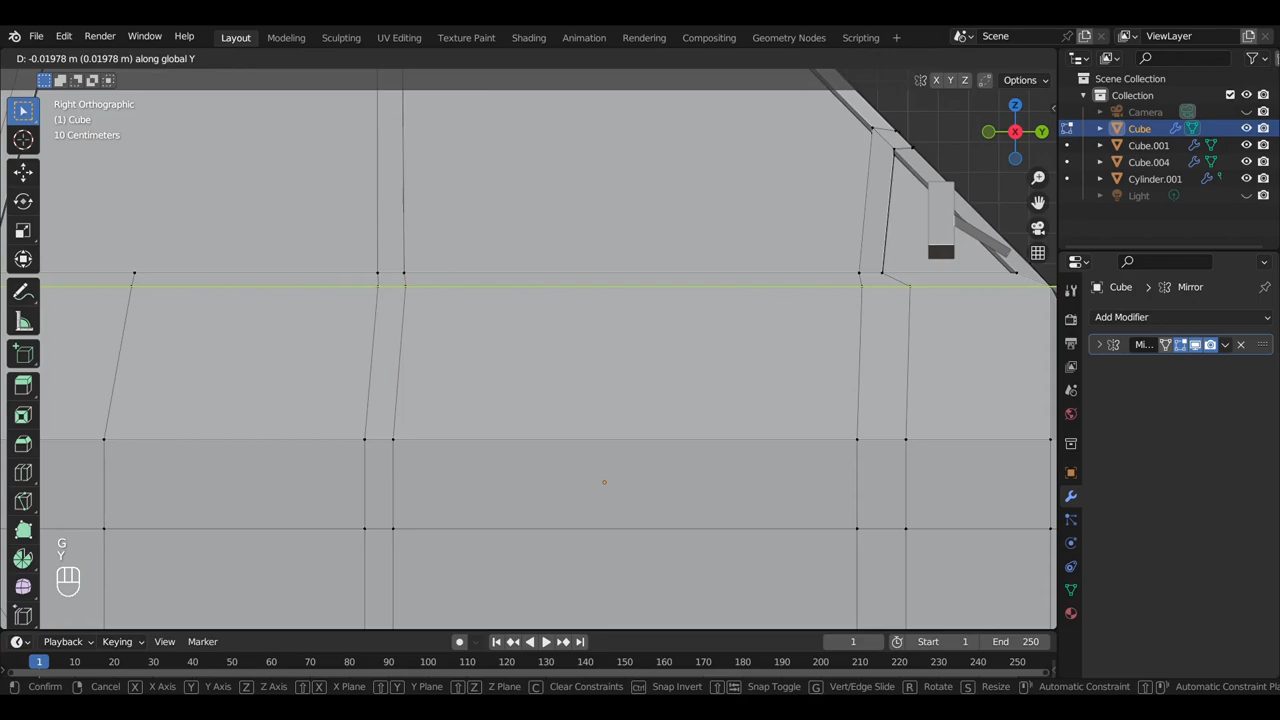 File Edit Render Window Help Layout Modeling Sculpting UV Editing Texture Paint Shading Animation Rendering Compositing Geometry Nodes Scripting + Scene ViewLayer
D: -0.01978 m (0.01978 m) along global Y
X Y Z Options
Right Orthographic
(1) Cube
10 Centimeters
Z
X
Y
Scene Collection
Collection
Camera
Cube
Cube.001
Cube.004
Cylinder.001
Light
Cube > Mirror
Add Modifier
Mi...
G
Y
Playback Keying View Marker 1 Start 1 End 250
1 10 20 30 40 50 60 70 80 90 100 110 120 130 140 150 160 170 180 190 200 210 220 230 240 250
Confirm Cancel X X Axis Y Y Axis Z Z Axis X X Plane Y Y Plane Z Z Plane C Clear Constraints Ctrl Snap Invert Snap Toggle G Vert/Edge Slide R Rotate S Resize Automatic Constraint Automatic Constraint Pla